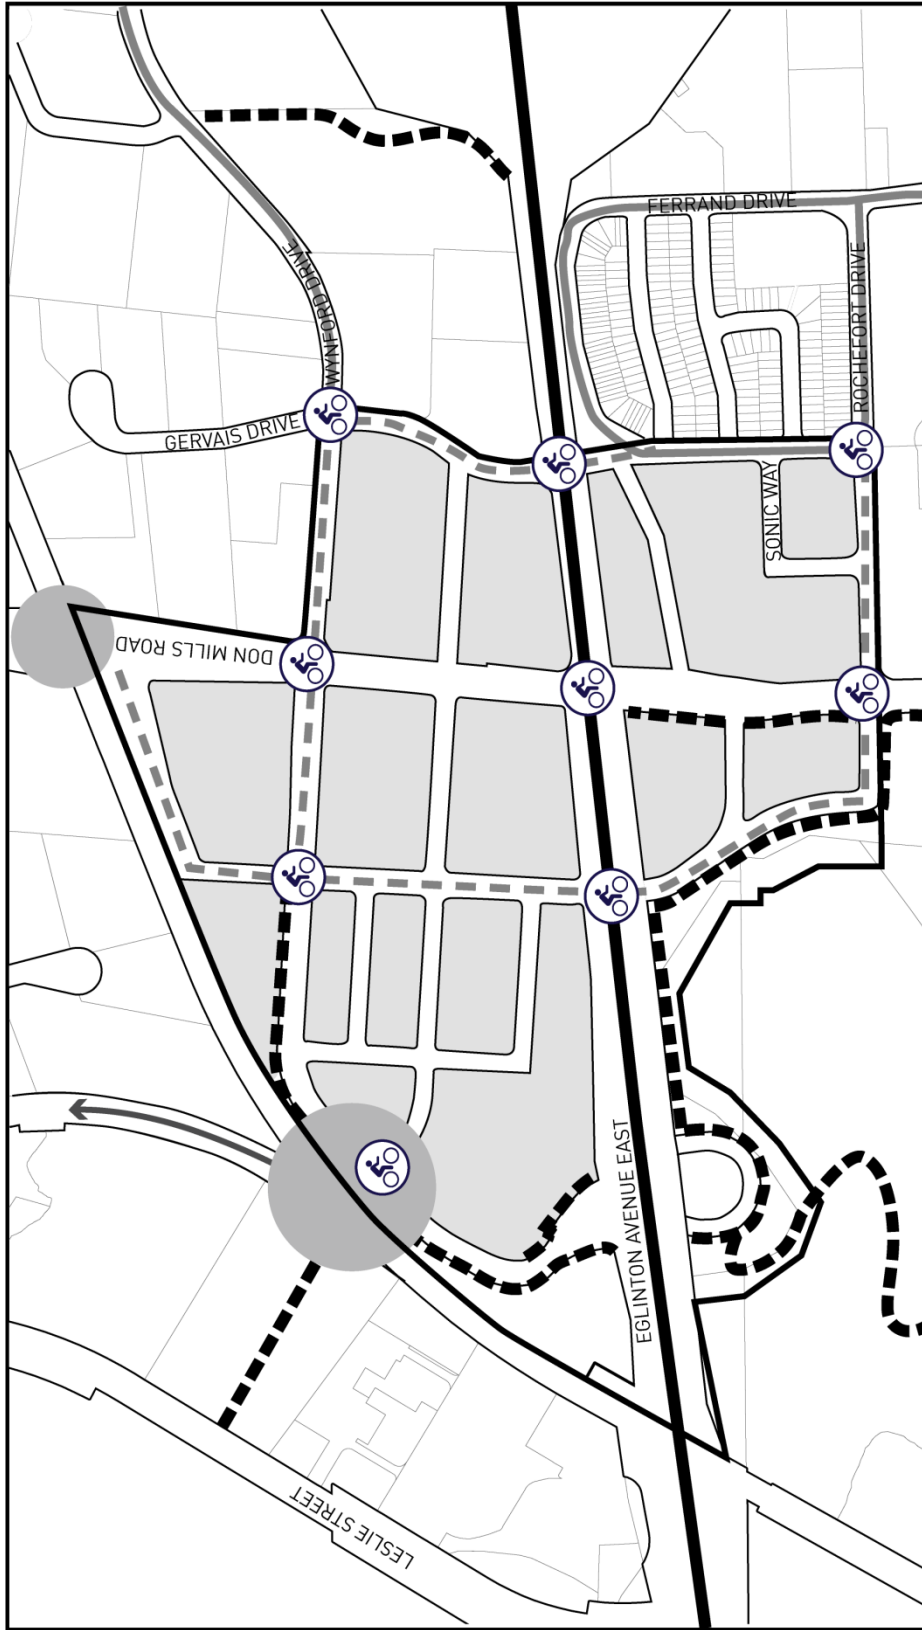 FERRAND DRIVE
WYNFORD DRIVE
ROCHEFORT DRIVE
GERVAIS DRIVE
SONIC WAY
DON MILLS ROAD
EGLINTON AVENUE EAST
LESLIE STREET